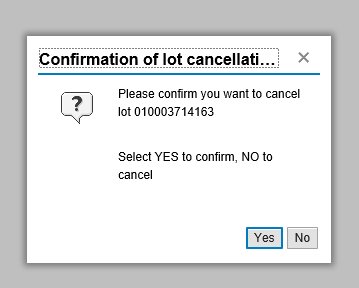 Confirmation of lot cancellati...
Please confirm you want to cancel
lot 010003714163
Select YES to confirm, NO to
cancel
Yes No